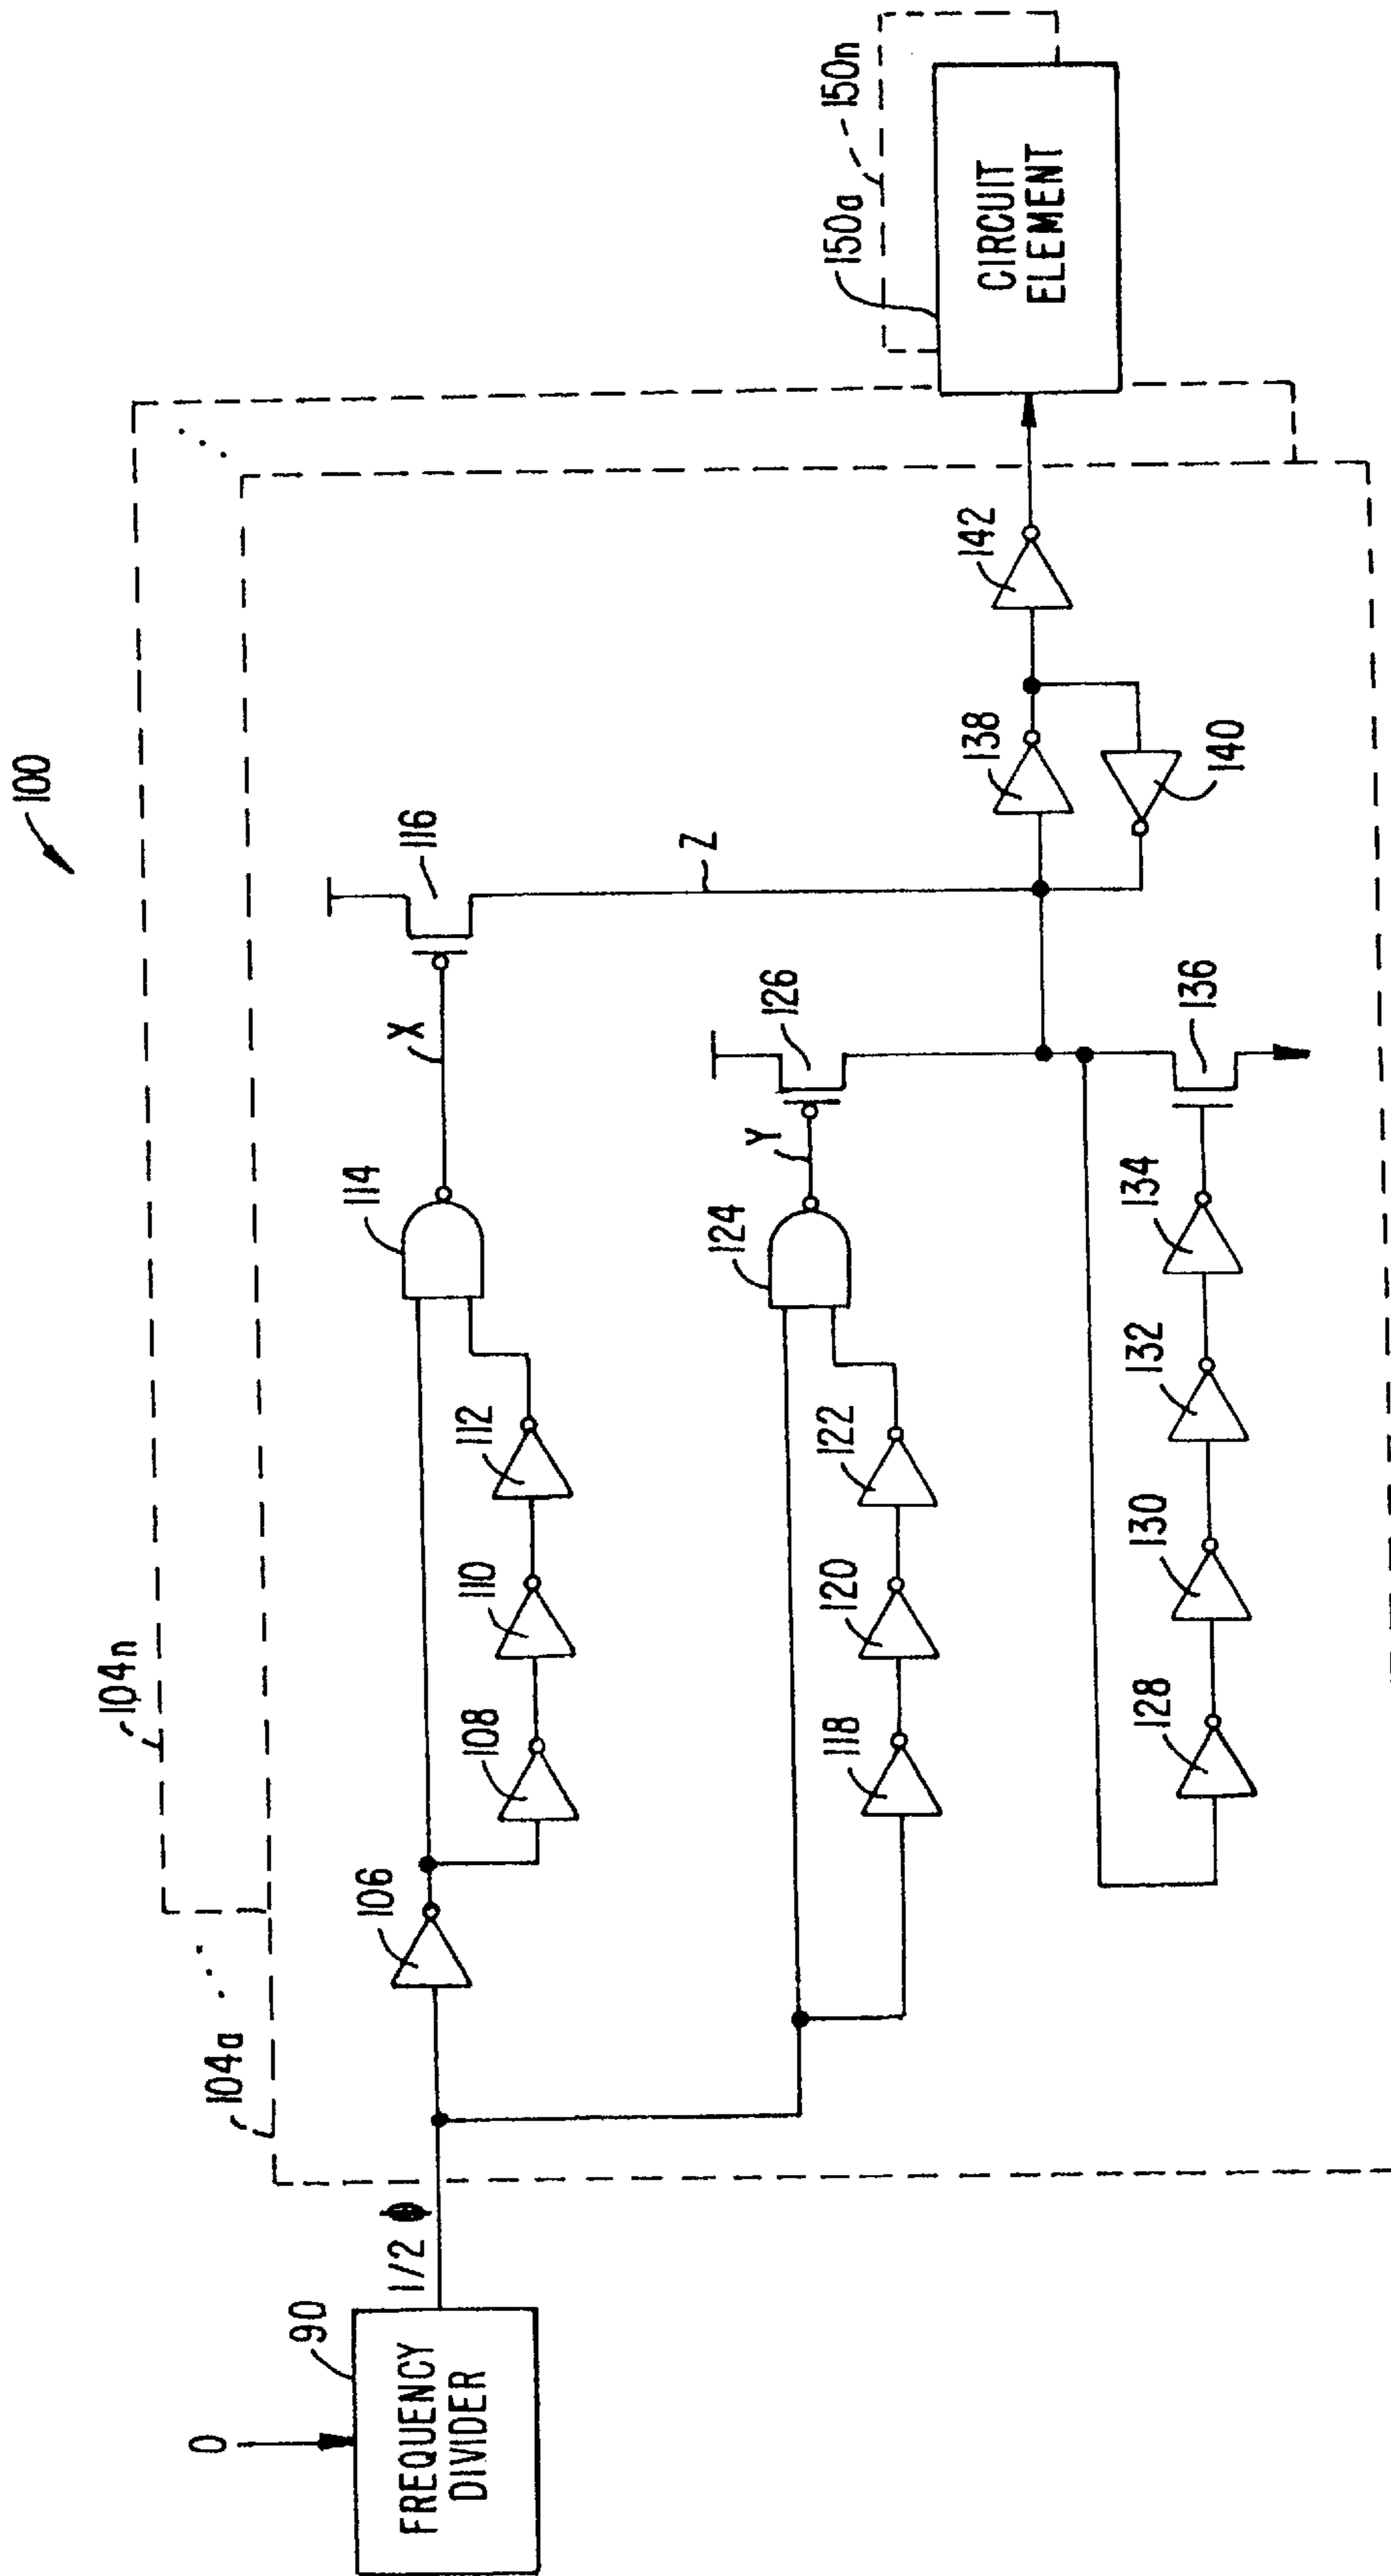 100
104n
104a
0
90
FREQUENCY
DIVIDER
1/2 ϕ
106
108
110
112
114
X
116
118
120
122
124
Y
126
Z
128
130
132
134
136
138
140
142
150a
150n
CIRCUIT
ELEMENT